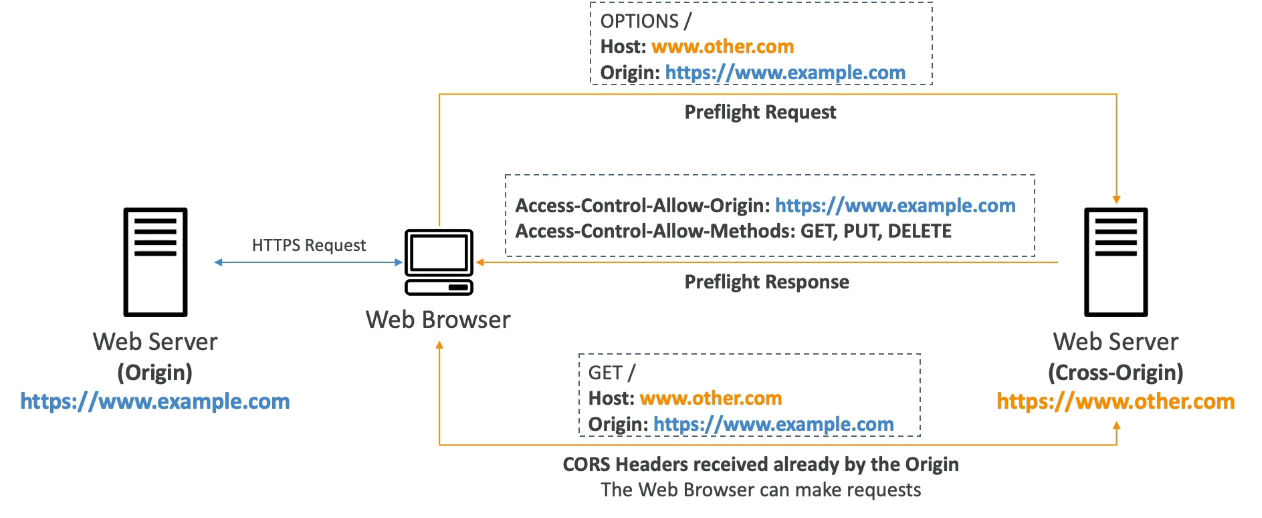 OPTIONS /
Host: www.other.com
Origin: https://www.example.com
Preflight Request
Access-Control-Allow-Origin: https://www.example.com
Access-Control-Allow-Methods: GET, PUT, DELETE
HTTPS Request
Preflight Response
Web Browser
Web Server
(Origin)
https://www.example.com
Web Server
(Cross-Origin)
https://www.other.com
GET /
Host: www.other.com
Origin: https://www.example.com
CORS Headers received already by the Origin
The Web Browser can make requests